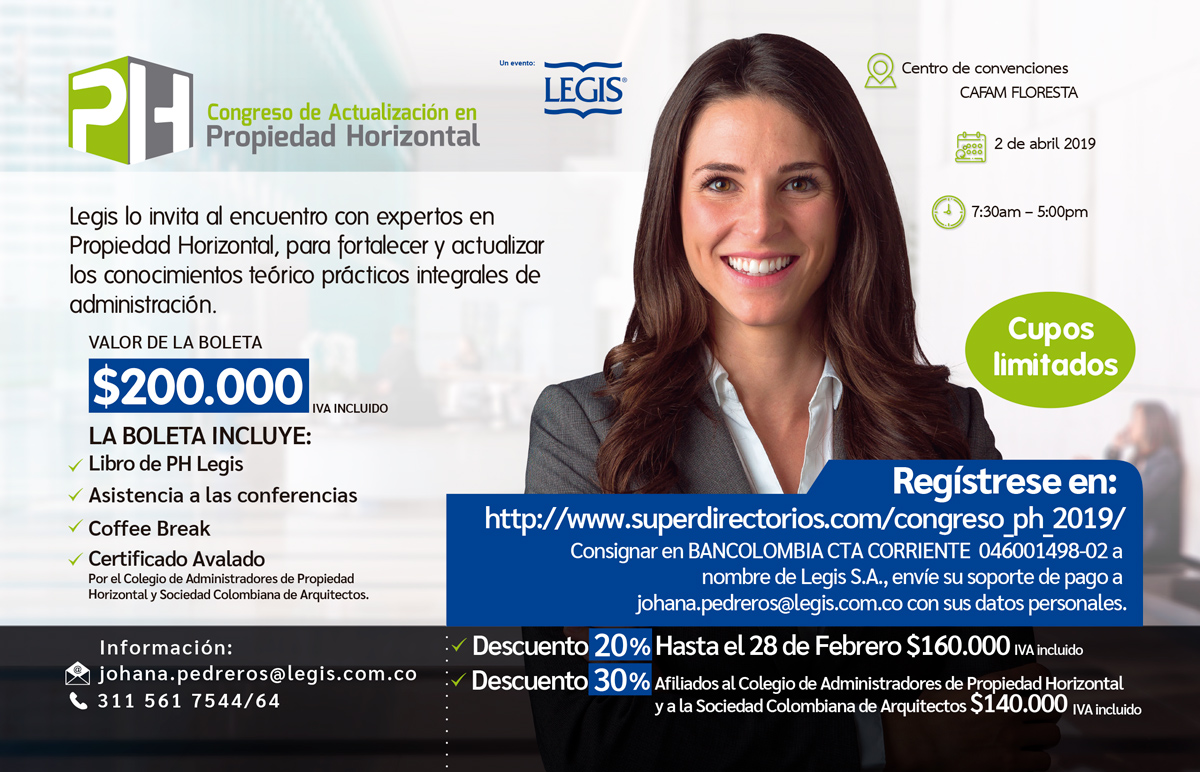 PH
Congreso de Actualización en
Propiedad Horizontal
Un evento:
LEGIS®
Centro de convenciones
CAFAM FLORESTA
2 de abril 2019
7:30am – 5:00pm
Legis lo invita al encuentro con expertos en
Propiedad Horizontal, para fortalecer y actualizar
los conocimientos teórico prácticos integrales de
administración.
VALOR DE LA BOLETA
$200.000
IVA INCLUIDO
LA BOLETA INCLUYE:
Libro de PH Legis
Asistencia a las conferencias
Coffee Break
Certificado Avalado
Por el Colegio de Administradores de Propiedad
Horizontal y Sociedad Colombiana de Arquitectos.
Cupos
limitados
Regístrese en:
http://www.superdirectorios.com/congreso_ph_2019/
Consignar en BANCOLOMBIA CTA CORRIENTE 046001498-02 a
nombre de Legis S.A., envíe su soporte de pago a
johana.pedreros@legis.com.co con sus datos personales.
Información:
johana.pedreros@legis.com.co
311 561 7544/64
Descuento 20% Hasta el 28 de Febrero $160.000 IVA incluido
Descuento 30% Afiliados al Colegio de Administradores de Propiedad Horizontal
y a la Sociedad Colombiana de Arquitectos $140.000 IVA incluido